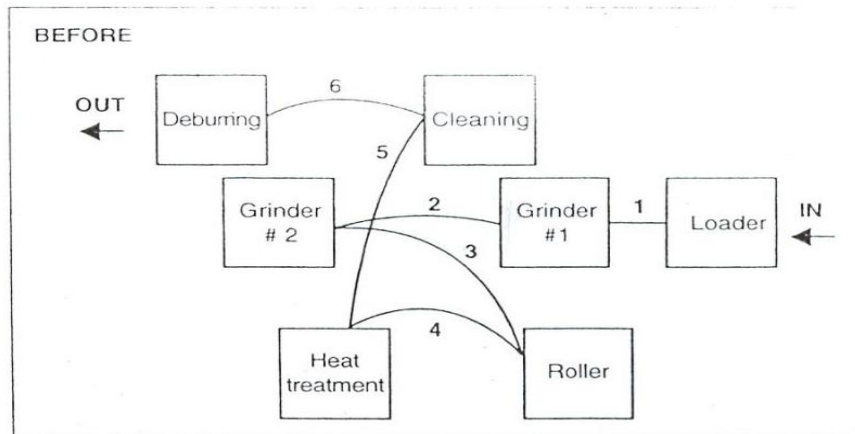 BEFORE
6
OUT
Deburring
Cleaning
5
Grinder
# 2
2
Grinder
#1
1
Loader
IN
3
4
Heat
treatment
Roller